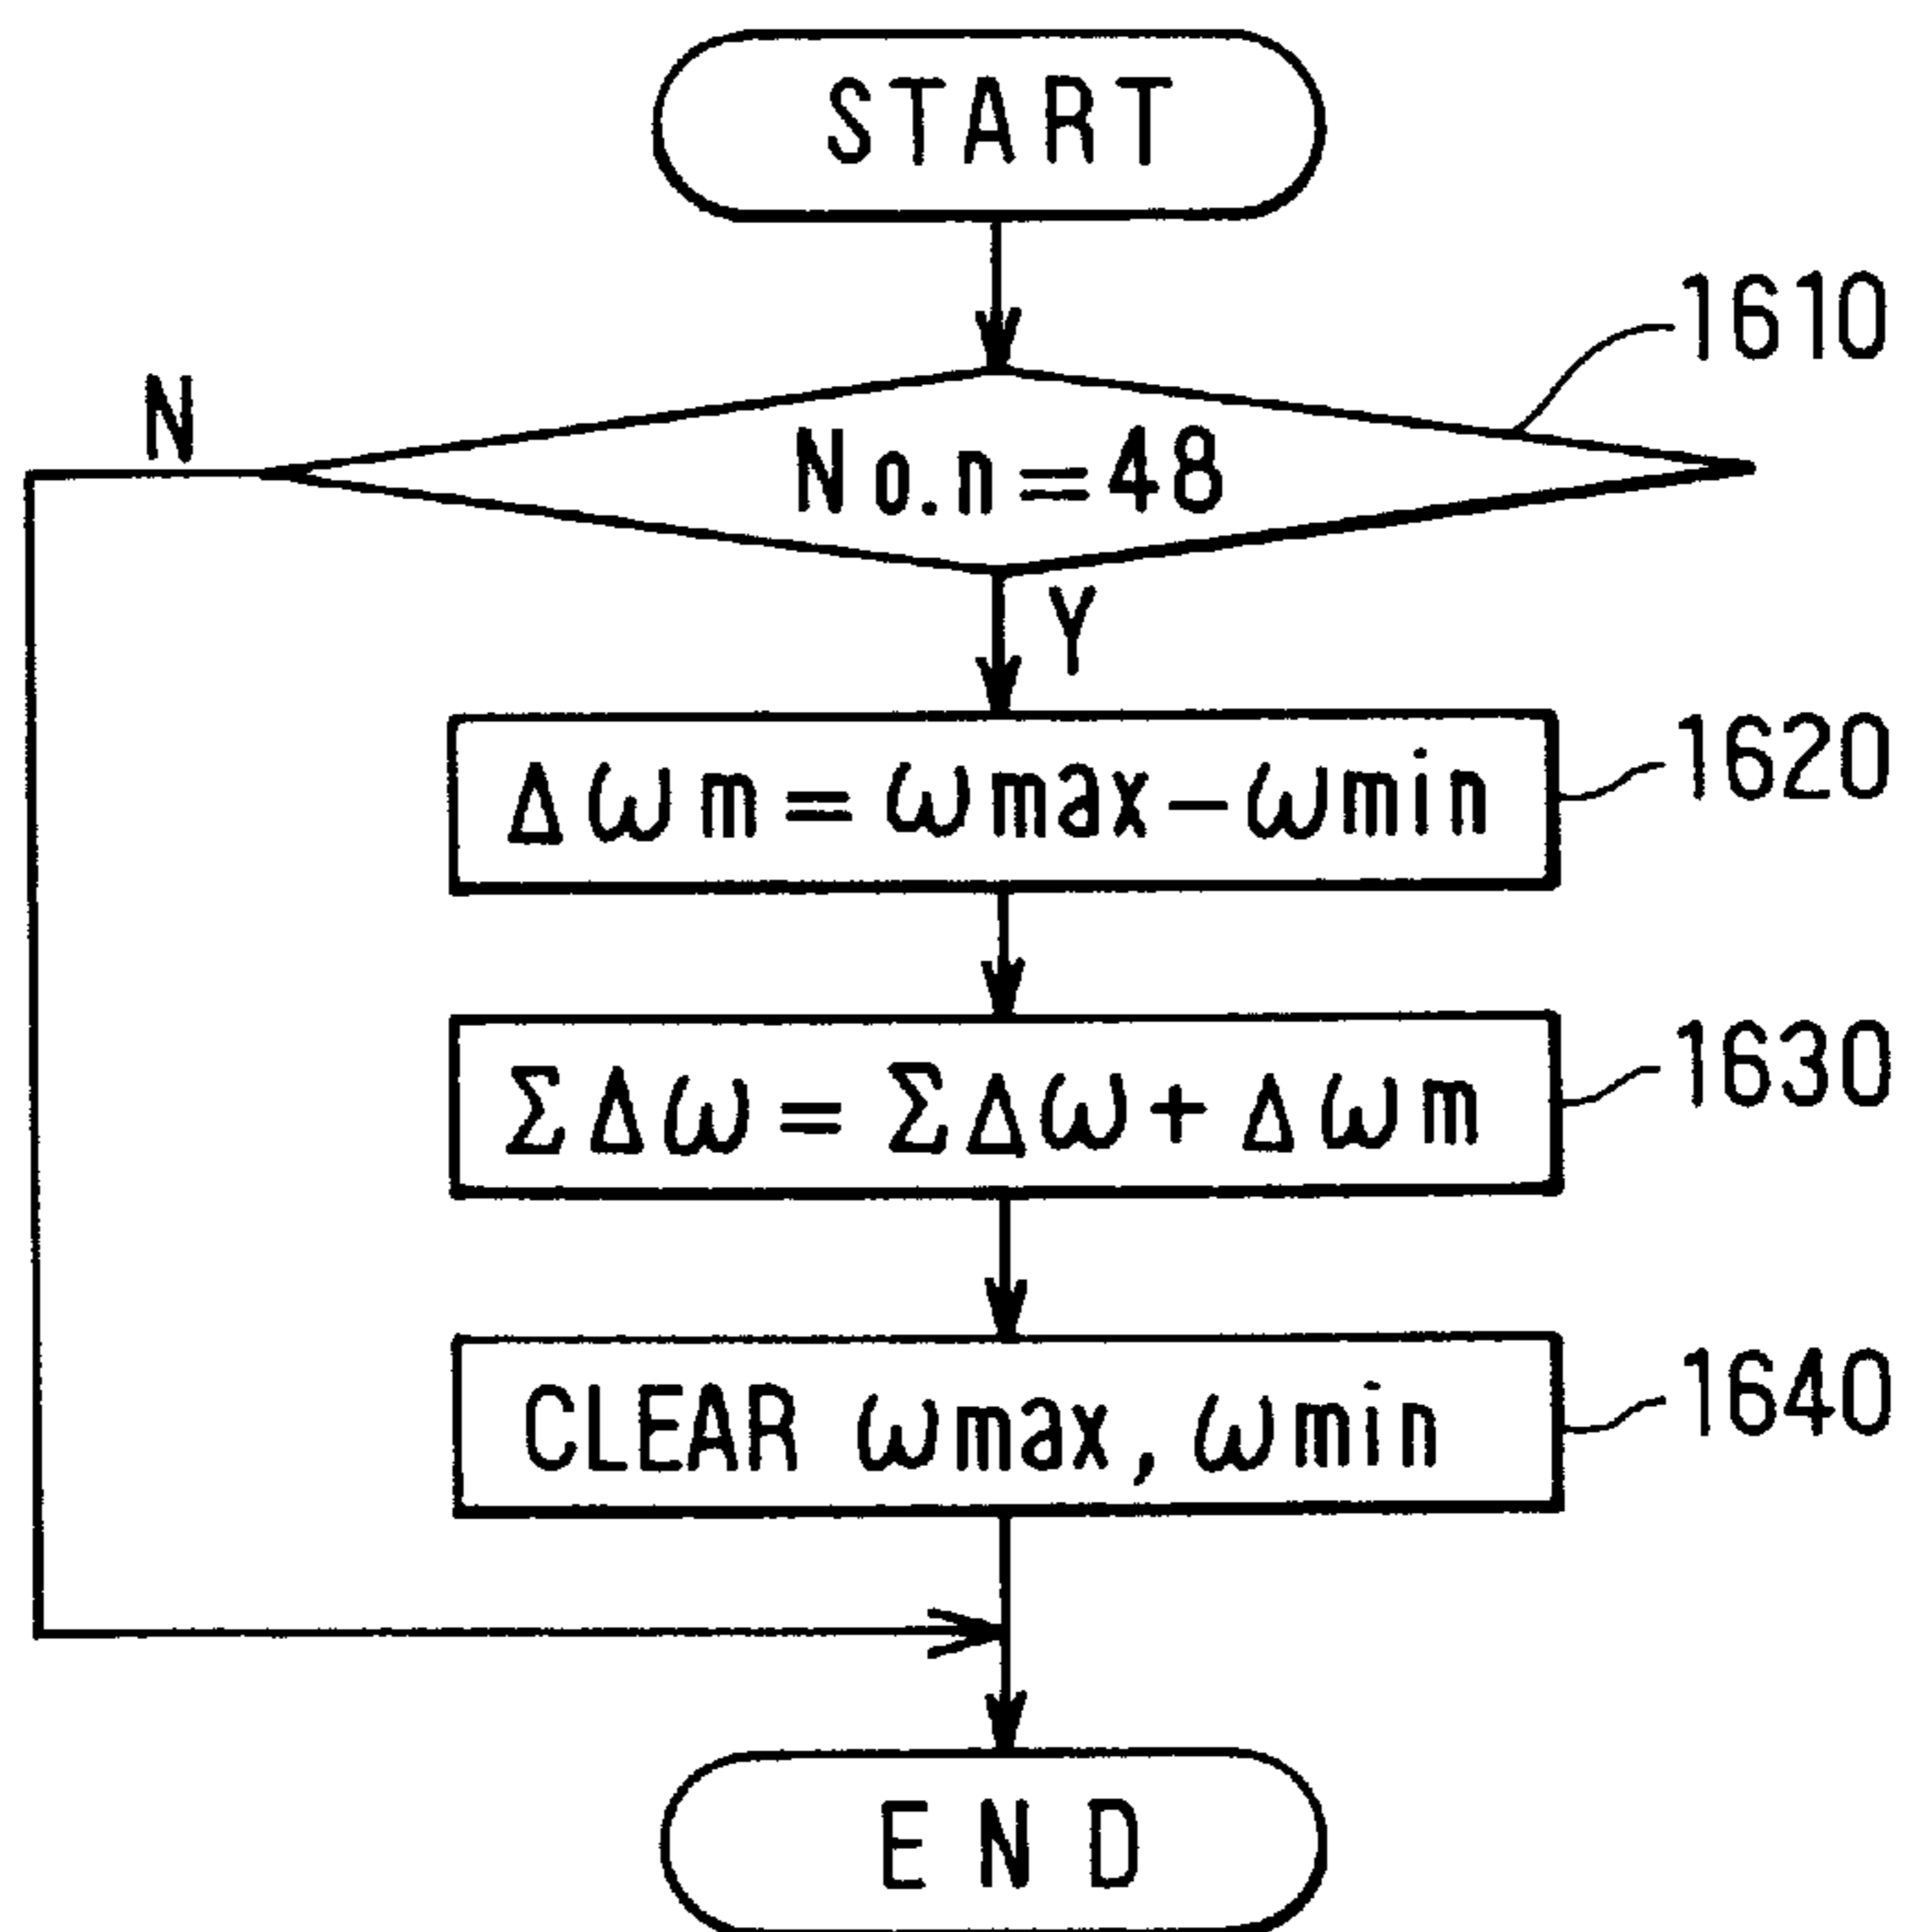 START
1610
N
No.n=48
Y
Δωm=ωmax-ωmin
1620
ΣΔω=ΣΔω+Δωm
1630
CLEAR ωmax, ωmin
1640
END